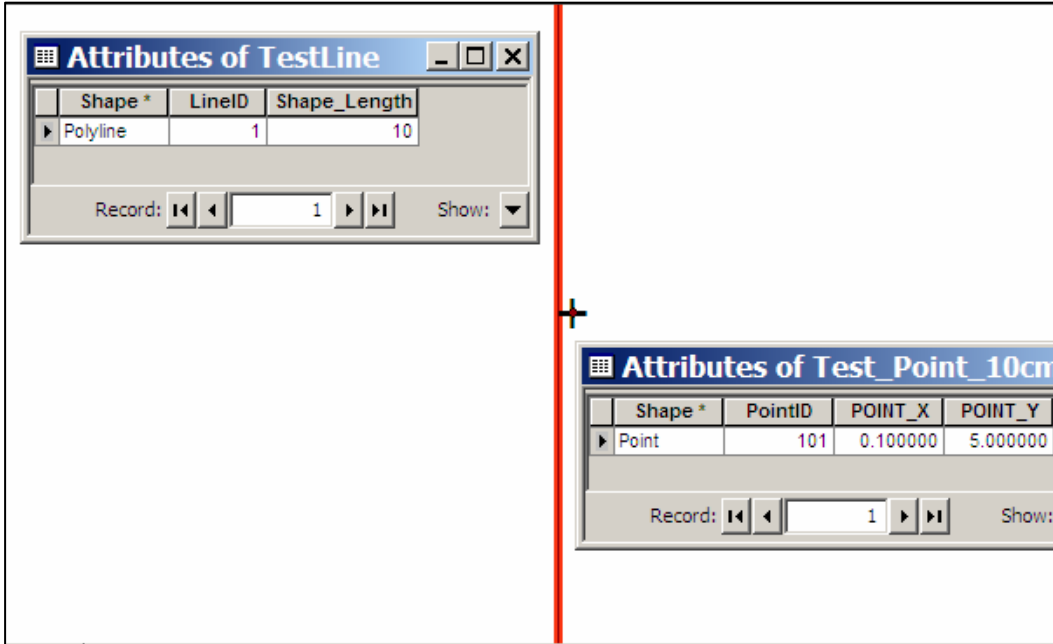 Attributes of TestLine
Shape * LineID Shape_Length
Polyline 1 10
Record: 1 Show:
Attributes of Test_Point_10cm
Shape * PointID POINT_X POINT_Y
Point 101 0.100000 5.000000
Record: 1 Show: